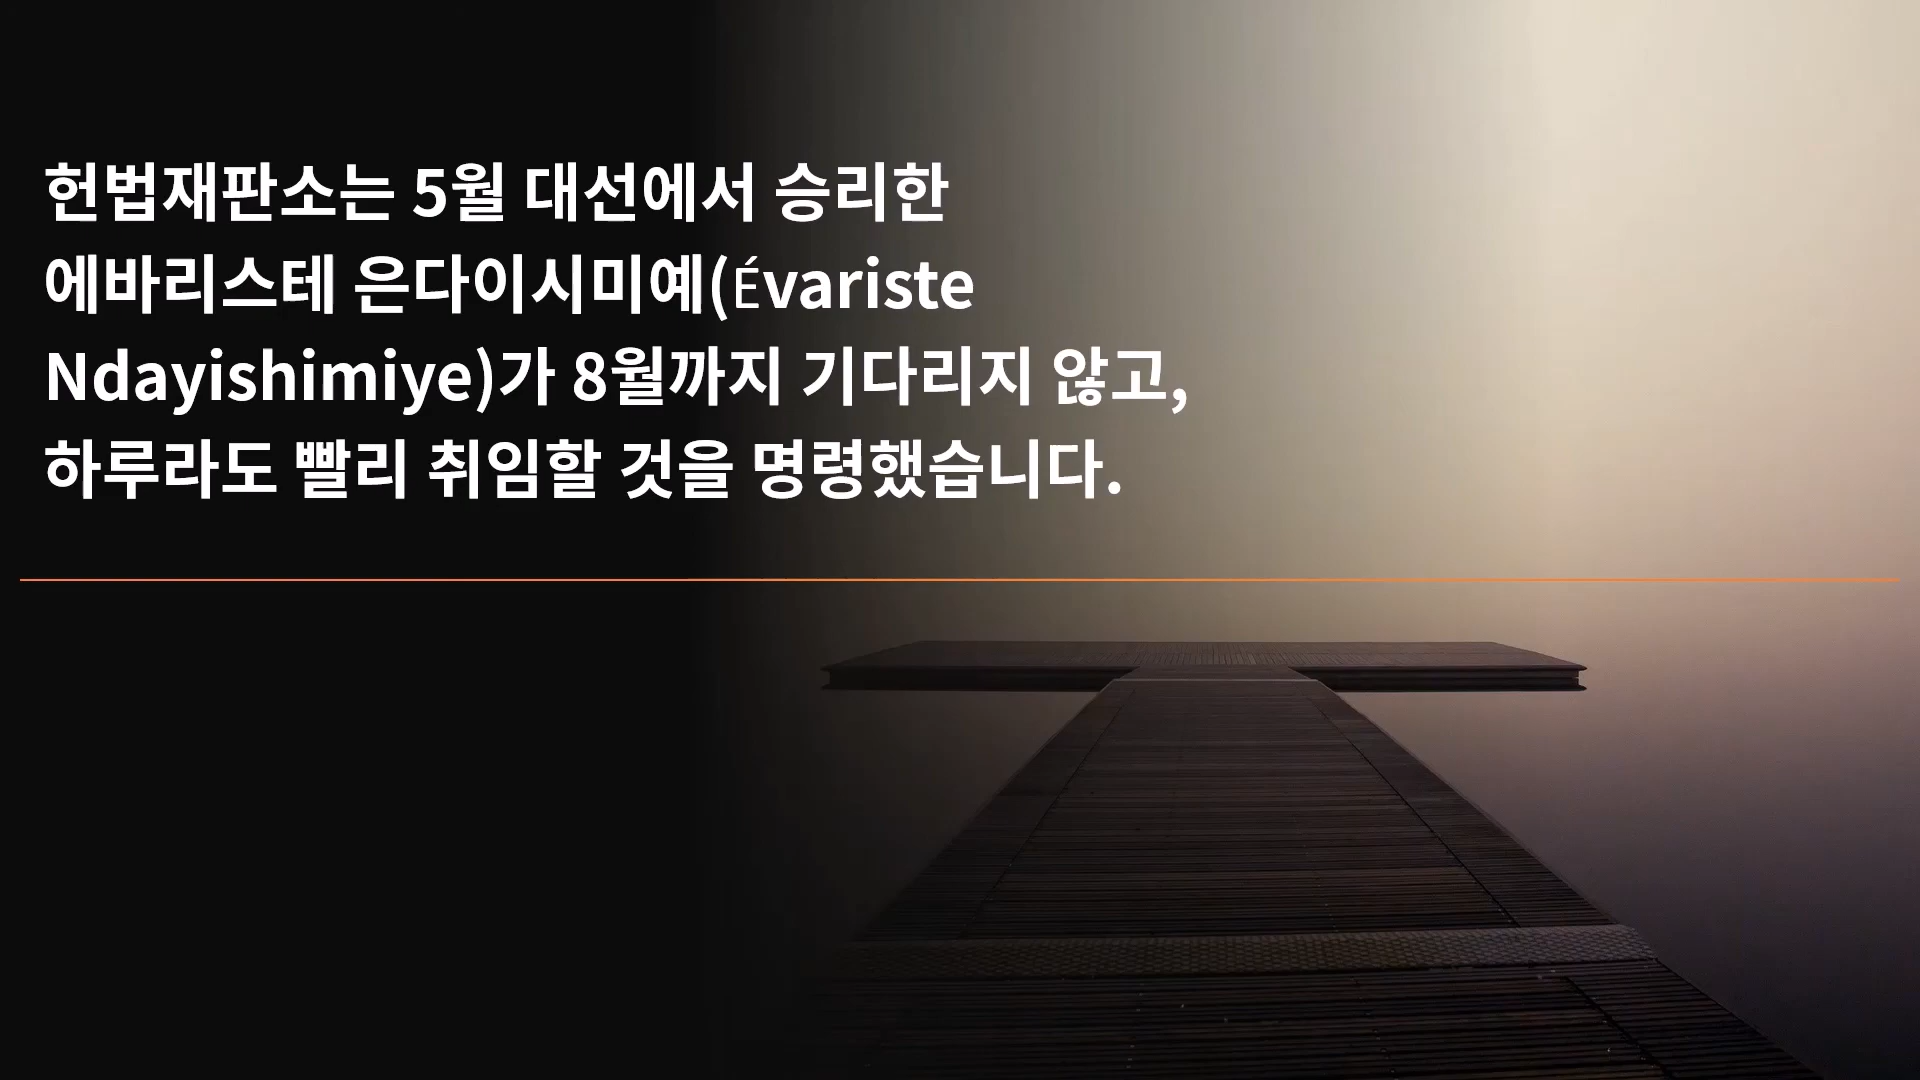 헌법재판소는 5월 대선에서 승리한
에바리스테 은다이시미예(Évariste
Ndayishimiye)가 8월까지 기다리지 않고,
하루라도 빨리 취임할 것을 명령했습니다.